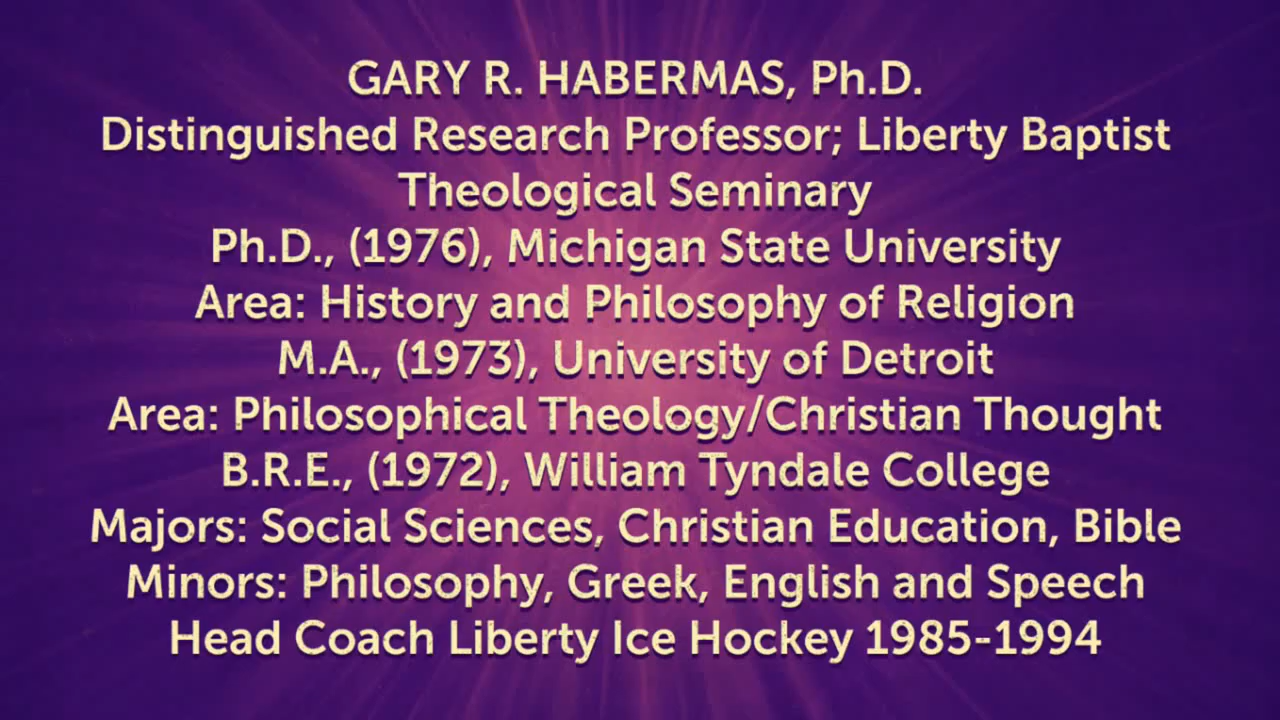 GARY R. HABERMAS, Ph.D.
Distinguished Research Professor; Liberty Baptist
Theological Seminary
Ph.D., (1976), Michigan State University
Area: History and Philosophy of Religion
M.A., (1973), University of Detroit
Area: Philosophical Theology/Christian Thought
B.R.E., (1972), William Tyndale College
Majors: Social Sciences, Christian Education, Bible
Minors: Philosophy, Greek, English and Speech
Head Coach Liberty Ice Hockey 1985-1994